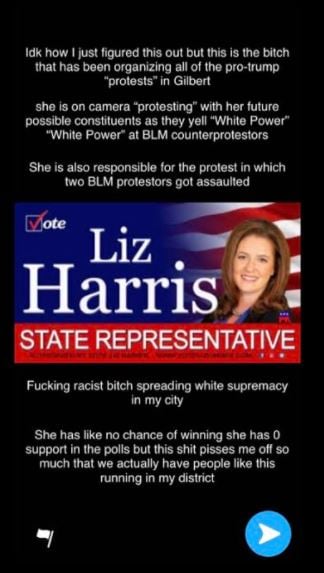 Idk how I just figured this out but this is the bitch
that has been organizing all of the pro-trump
“protests” in Gilbert
she is on camera “protesting” with her future
possible constituents as they yell “White Power”
“White Power” at BLM counterprotestors
She is also responsible for the protest in which
two BLM protestors got assaulted
Vote
Liz
Harris
STATE REPRESENTATIVE
Fucking racist bitch spreading white supremacy
in my city
She has like no chance of winning she has 0
support in the polls but this shit pisses me off so
much that we actually have people like this
running in my district